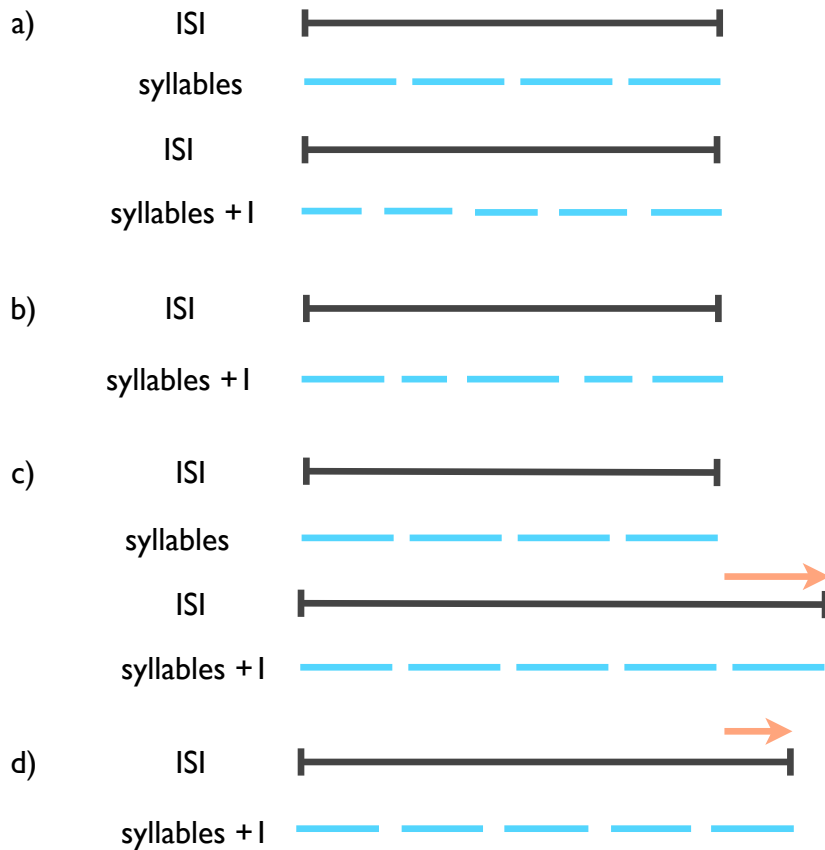 a) ISI
syllables
ISI
syllables +1
b) ISI
syllables +1
c) ISI
syllables
ISI
syllables +1
d) ISI
syllables +1